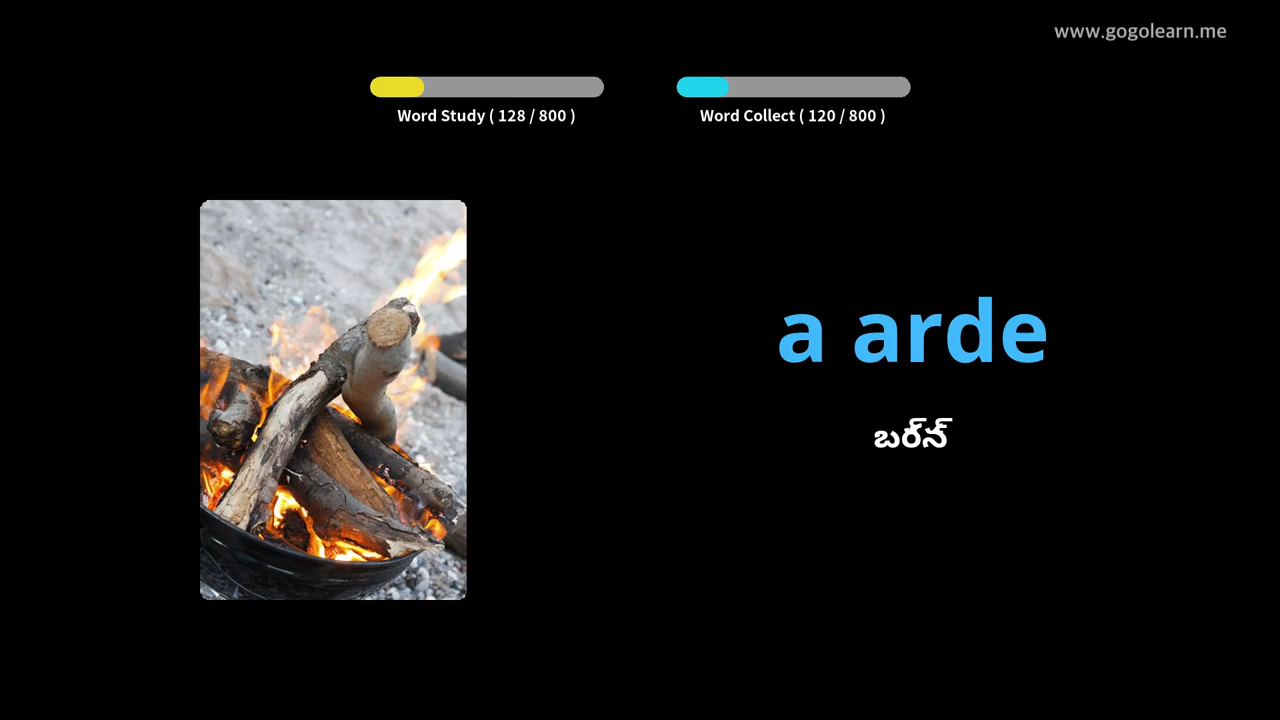 www.gogolearn.me
Word Study ( 128 / 800 )
Word Collect ( 120 / 800 )
a arde
బర్న్